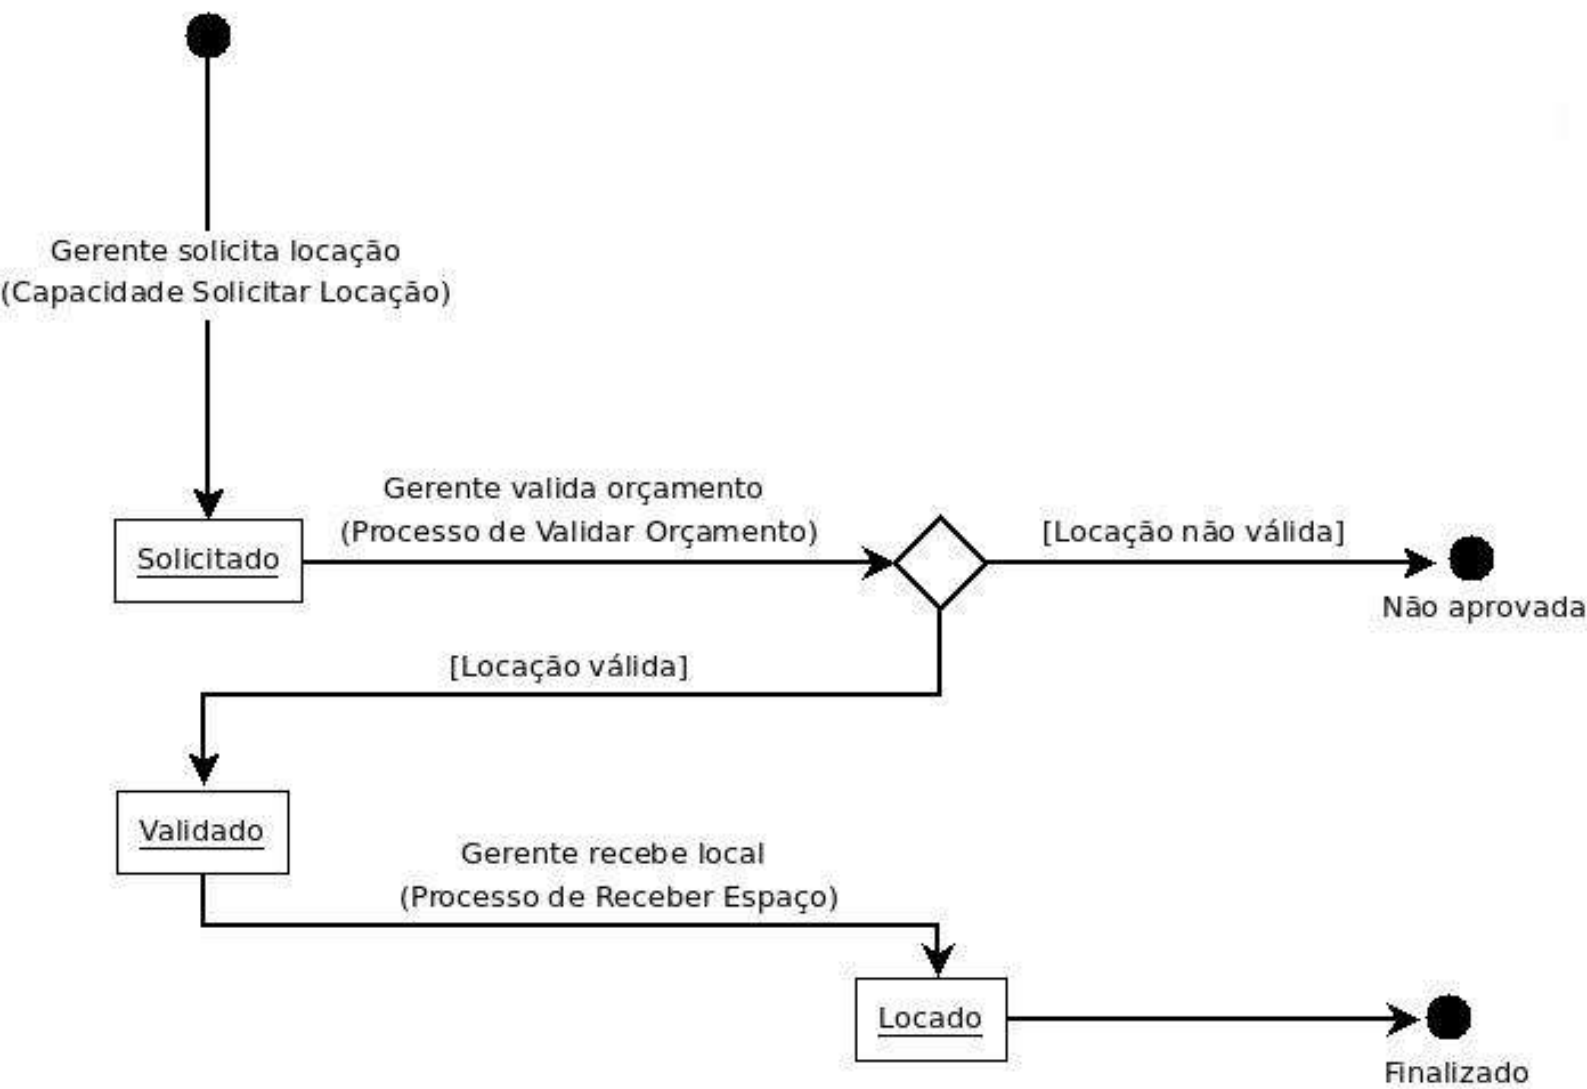 Gerente solicita locação
(Capacidade Solicitar Locação)
Gerente valida orçamento
(Processo de Validar Orçamento)
[Locação não válida]
Solicitado
Não aprovada
[Locação válida]
Validado
Gerente recebe local
(Processo de Receber Espaço)
Locado
Finalizado